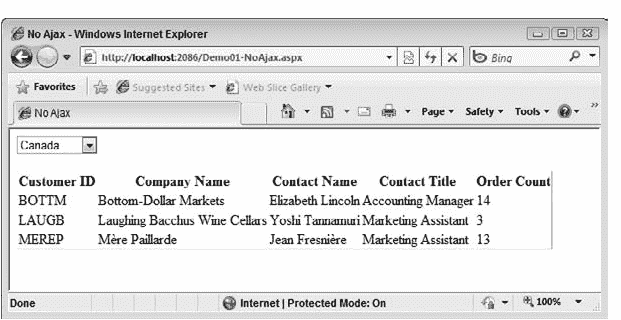 No Ajax - Windows Internet Explorer
http://localhost:2086/Demo01-NoAjax.aspx
Bing
Favorites Suggested Sites Web Slice Gallery
No Ajax Page Safety Tools
Canada
Customer ID Company Name Contact Name Contact Title Order Count
BOTTM Bottom-Dollar Markets Elizabeth Lincoln Accounting Manager 14
LAUGB Laughing Bacchus Wine Cellars Yoshi Tannamuri Marketing Assistant 3
MEREP Mère Paillarde Jean Fresnière Marketing Assistant 13
Done Internet | Protected Mode: On 100%